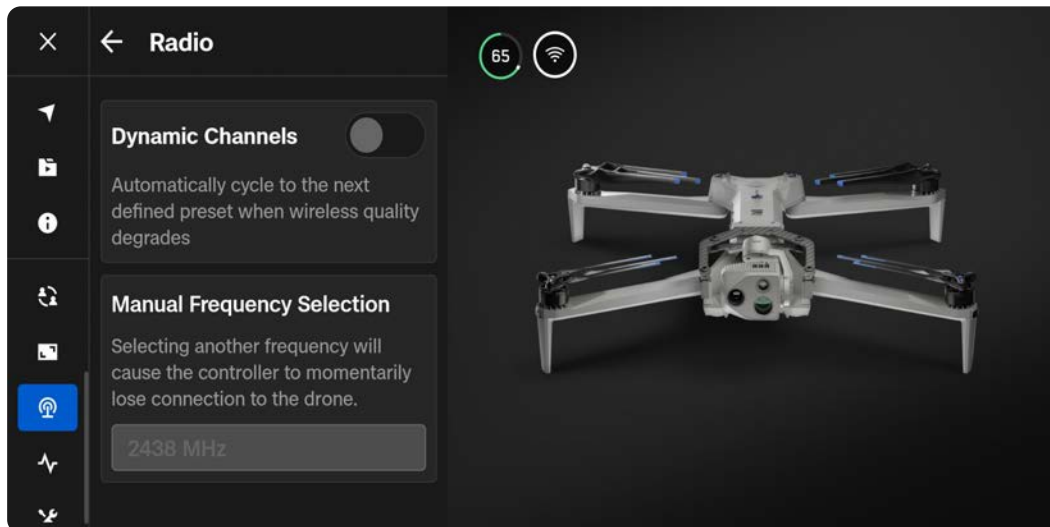 Radio
65
Dynamic Channels
Automatically cycle to the next
defined preset when wireless quality
degrades
Manual Frequency Selection
Selecting another frequency will
cause the controller to momentarily
lose connection to the drone.
2438 MHz